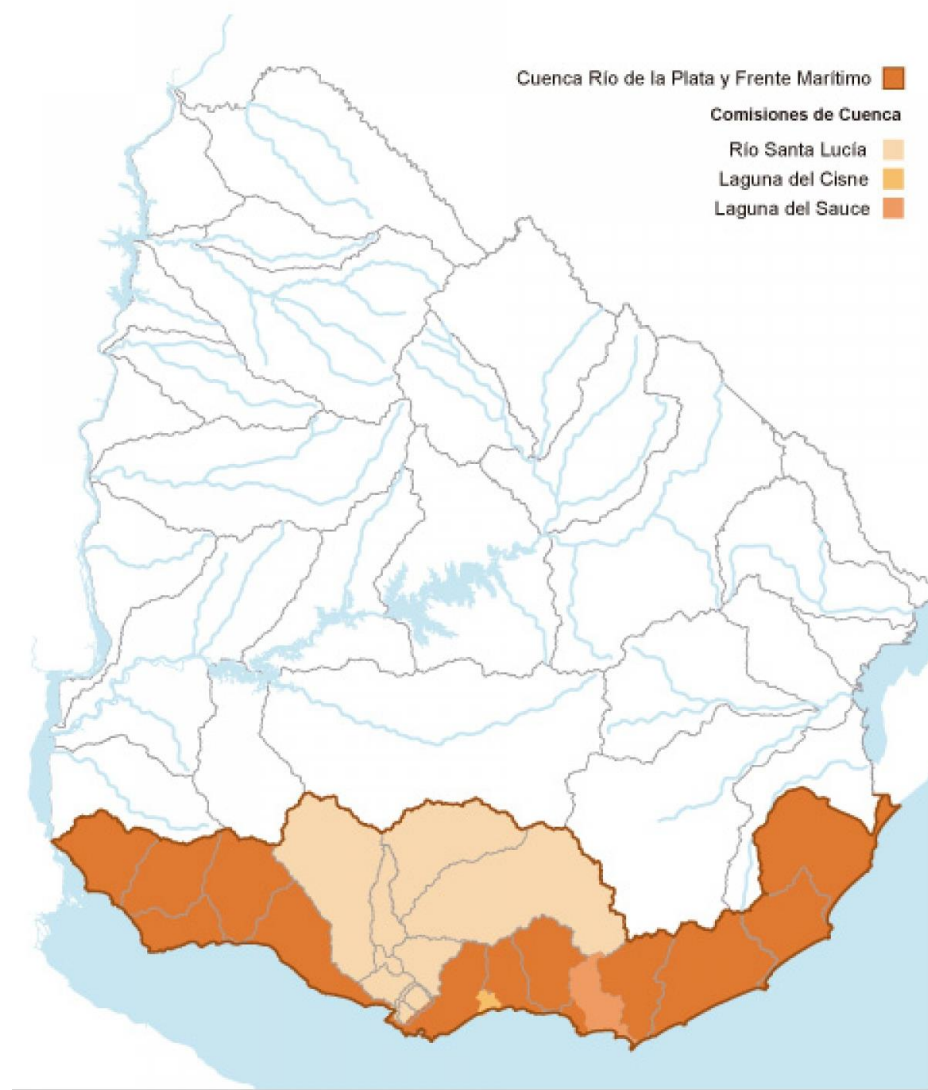 Cuenca Río de la Plata y Frente Marítimo
Comisiones de Cuenca
Río Santa Lucía
Laguna del Cisne
Laguna del Sauce